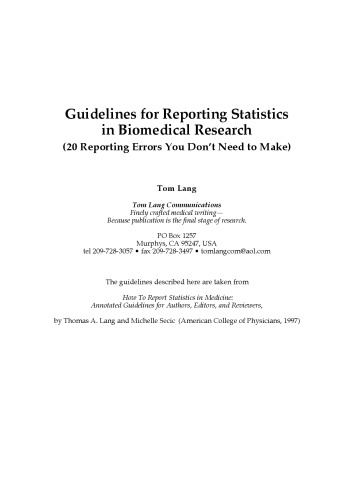 Guidelines for Reporting Statistics
in Biomedical Research
(20 Reporting Errors You Don't Need to Make)
Tom Lang
Tom Lang Communications
Finely crafted medical writing—
Because publication is the final stage of research.
PO Box 1257
Murphys, CA 95247, USA
tel 209-728-3057 • fax 209-728-3497 • tomlangcom@aol.com
The guidelines described here are taken from
How To Report Statistics in Medicine:
Annotated Guidelines for Authors, Editors, and Reviewers,
by Thomas A. Lang and Michelle Secic (American College of Physicians, 1997)